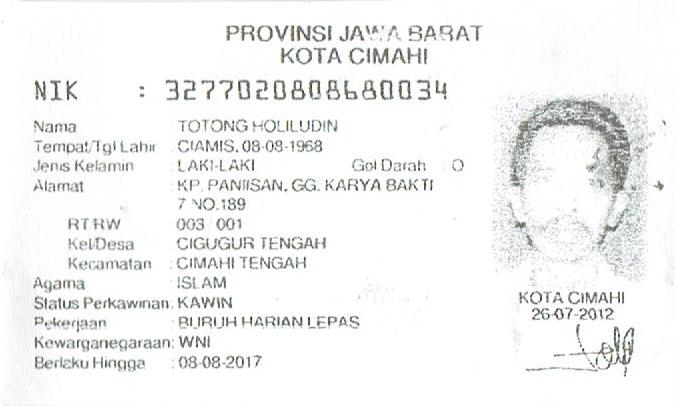 PROVINSI JAWA BARAT
KOTA CIMAHI
NIK : 3277020808680034
Nama : TOTONG HOLILUDIN
Tempat/Tgl Lahir : CIAMIS, 08-08-1968
Jenis Kelamin : LAKI-LAKI Gol Darah : O
Alamat : KP. PANIISAN, GG. KARYA BAKTI
7 NO.189
RT/RW : 003 001
Kel/Desa : CIGUGUR TENGAH
Kecamatan : CIMAHI TENGAH
Agama : ISLAM
Status Perkawinan: KAWIN
Pekerjaan : BURUH HARIAN LEPAS
Kewarganegaraan: WNI
Berlaku Hingga : 08-08-2017
KOTA CIMAHI
26-07-2012